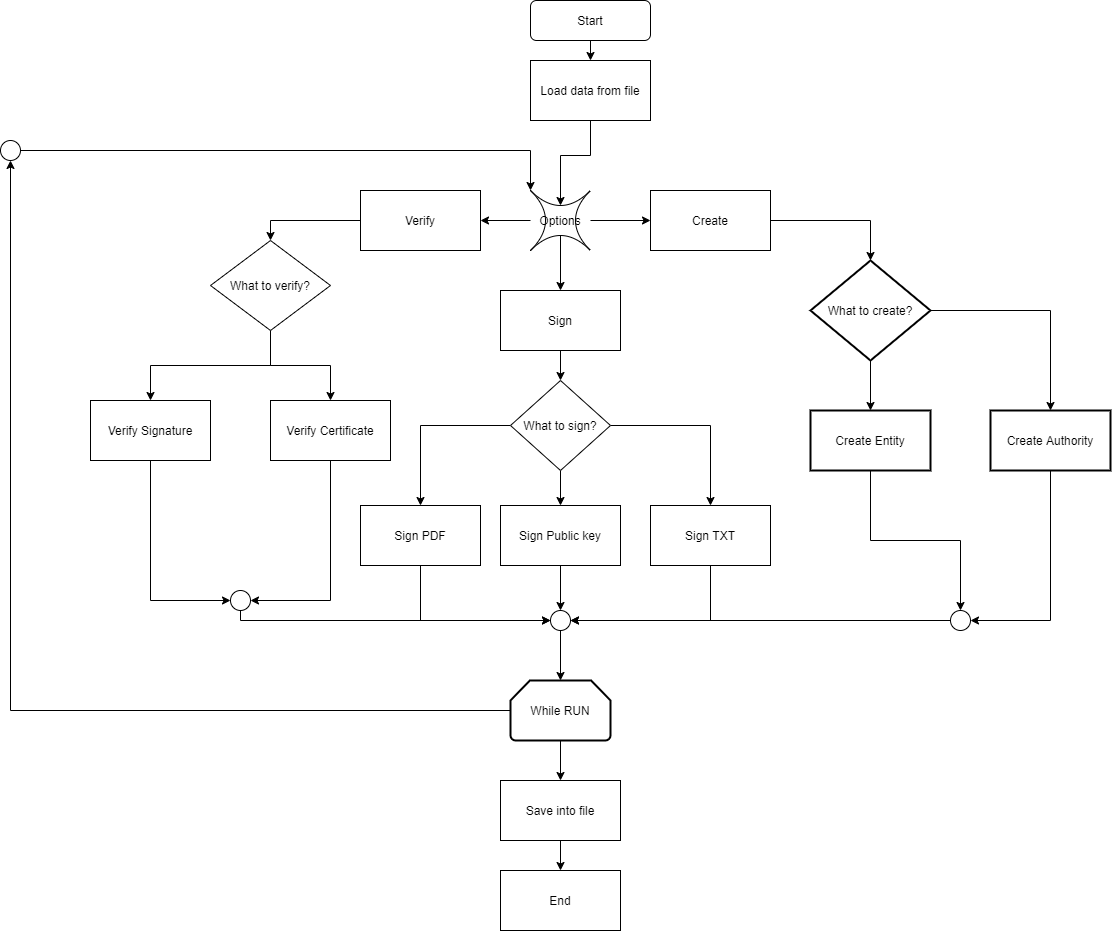 Start
Load data from file
Verify
Options
Create
What to verify?
What to create?
Sign
What to sign?
Verify Signature
Verify Certificate
Create Entity
Create Authority
Sign PDF
Sign Public key
Sign TXT
While RUN
Save into file
End